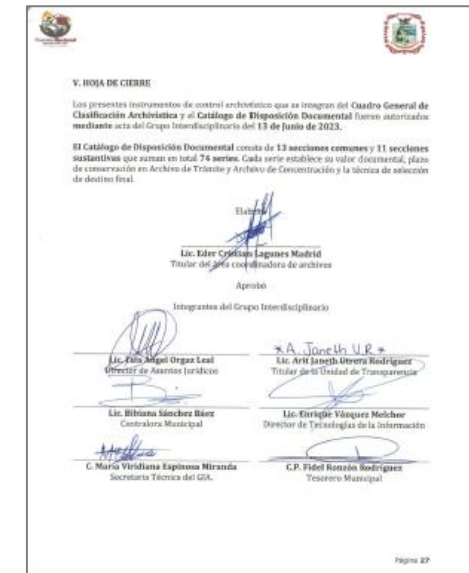 V. HOJA DE CIERRE
Los presentes instrumentos de control archivístico que se integran del Cuadro General de
Clasificación Archivística y el Catálogo de Disposición Documental fueron autorizados
mediante acta del Grupo Interdisciplinario del 13 de Junio de 2023.
El Catálogo de Disposición Documental consta de 13 secciones comunes y 11 secciones
sustantivas que suman en total 74 series. Cada serie establece su valor documental, plazo
de conservación en Archivo de Trámite y Archivo de Concentración y la técnica de selección
de destino final.
Elaboró
Lic. Eder Cristian Lagunes Madrid
Titular del área coordinadora de archivos
Aprobó
Integrantes del Grupo Interdisciplinario
*A. Janeth U.R*
Lic. Luis Angel Orgaz Leal
Director de Asuntos Jurídicos
Lic. Arit Janeth Utrera Rodríguez
Titular de la Unidad de Transparencia
Lic. Bibiana Sánchez Báez
Contralora Municipal
Lic. Enrique Vázquez Melchor
Director de Tecnologías de la Información
C. María Viridiana Espinosa Miranda
Secretaria Técnica del GIA.
C.P. Fidel Ronzón Rodríguez
Tesorero Municipal
Página 27